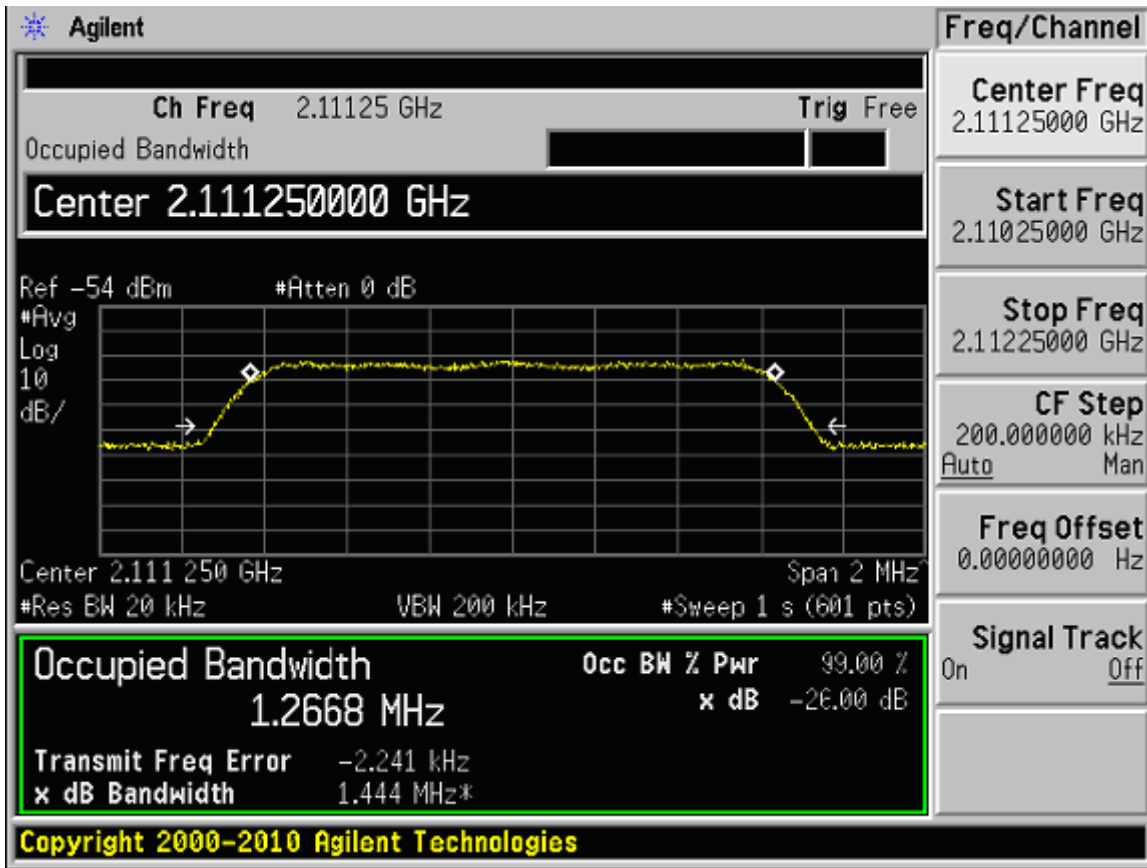 Agilent
Freq/Channel
Ch Freq 2.11125 GHz Trig Free
Occupied Bandwidth
Center 2.111250000 GHz
Ref -54 dBm #Atten 0 dB
#Avg
Log
10
dB/
Center 2.111 250 GHz Span 2 MHz^
#Res BW 20 kHz VBW 200 kHz #Sweep 1 s (601 pts)
Occupied Bandwidth
1.2668 MHz
Occ BW % Pwr 99.00 %
x dB -26.00 dB
Transmit Freq Error -2.241 kHz
x dB Bandwidth 1.444 MHz*
Center Freq
2.11125000 GHz
Start Freq
2.11025000 GHz
Stop Freq
2.11225000 GHz
CF Step
200.000000 kHz
Auto Man
Freq Offset
0.00000000 Hz
Signal Track
On Off
Copyright 2000-2010 Agilent Technologies